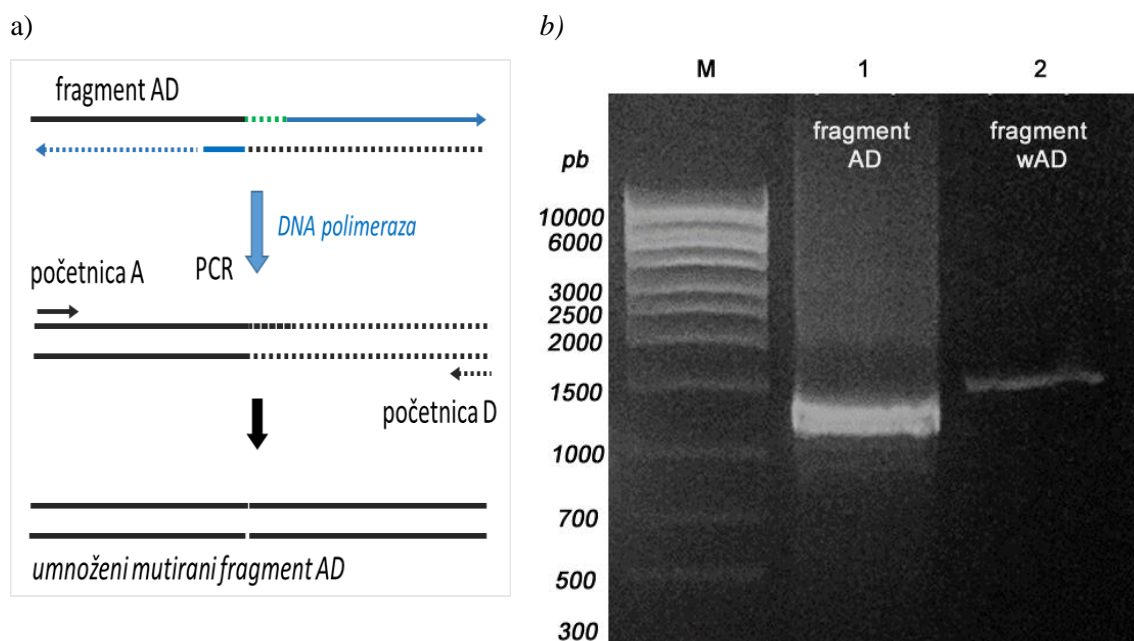 a)
fragment AD
DNA polimeraza
početnica A
PCR
početnica D
umnoženi mutirani fragment AD
b)
M 1 2
fragment
AD
fragment
wAD
pb
10000
6000
3000
2500
2000
1500
1000
700
500
300